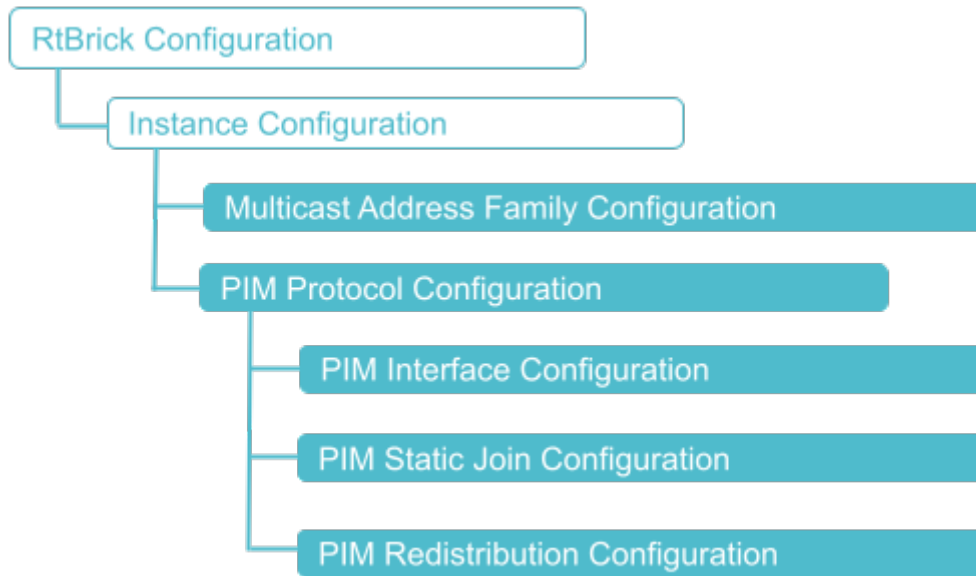 RtBrick Configuration
Instance Configuration
Multicast Address Family Configuration
PIM Protocol Configuration
PIM Interface Configuration
PIM Static Join Configuration
PIM Redistribution Configuration